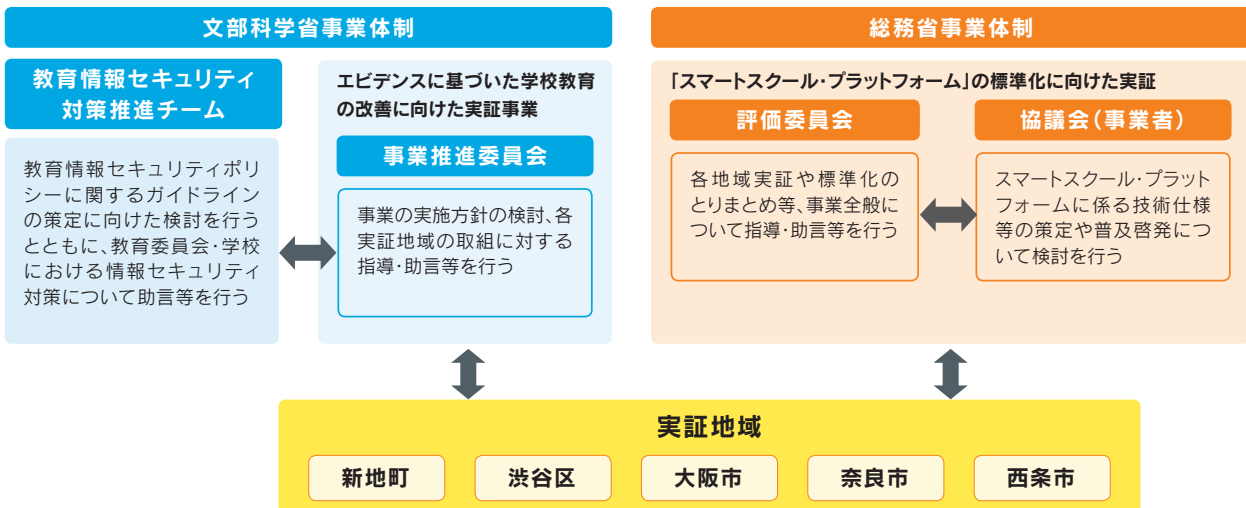 文部科学省事業体制
教育情報セキュリティ
対策推進チーム
教育情報セキュリティポリ
シーに関するガイドライン
の策定に向けた検討を行う
とともに、教育委員会・学校
における情報セキュリティ
対策について助言等を行う
エビデンスに基づいた学校教育
の改善に向けた実証事業
事業推進委員会
事業の実施方針の検討、各
実証地域の取組に対する
指導・助言等を行う
総務省事業体制
「スマートスクール・プラットフォーム」の標準化に向けた実証
評価委員会
各地域実証や標準化の
とりまとめ等、事業全般に
ついて指導・助言等を行う
協議会（事業者）
スマートスクール・プラット
フォームに係る技術仕様
等の策定や普及啓発につ
いて検討を行う
実証地域
新地町
渋谷区
大阪市
奈良市
西条市